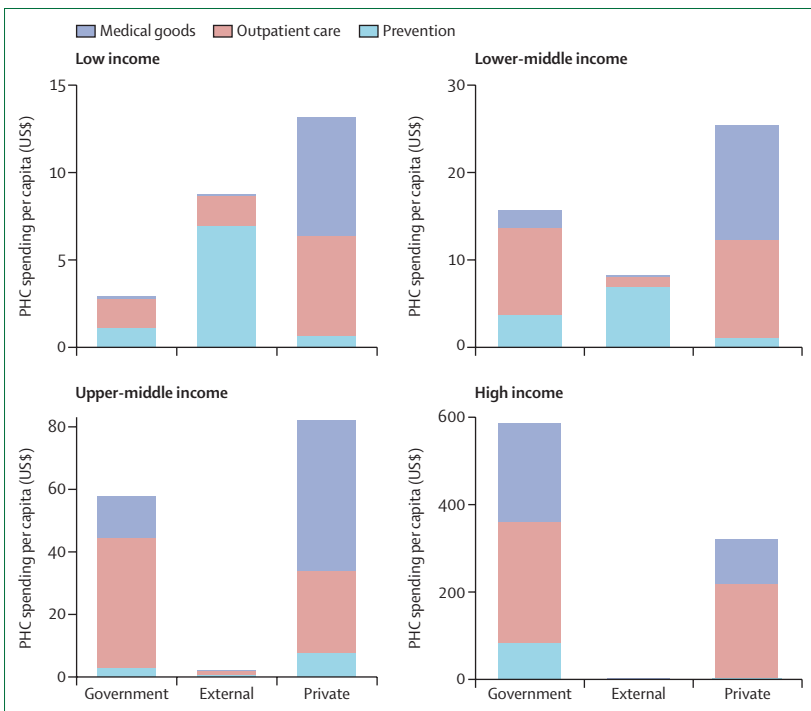 Medical goods Outpatient care Prevention
Low income
PHC spending per capita (US$)
15
10
5
0
Lower-middle income
PHC spending per capita (US$)
30
20
10
0
Upper-middle income
PHC spending per capita (US$)
80
60
40
20
0
Government External Private
High income
PHC spending per capita (US$)
600
400
200
0
Government External Private